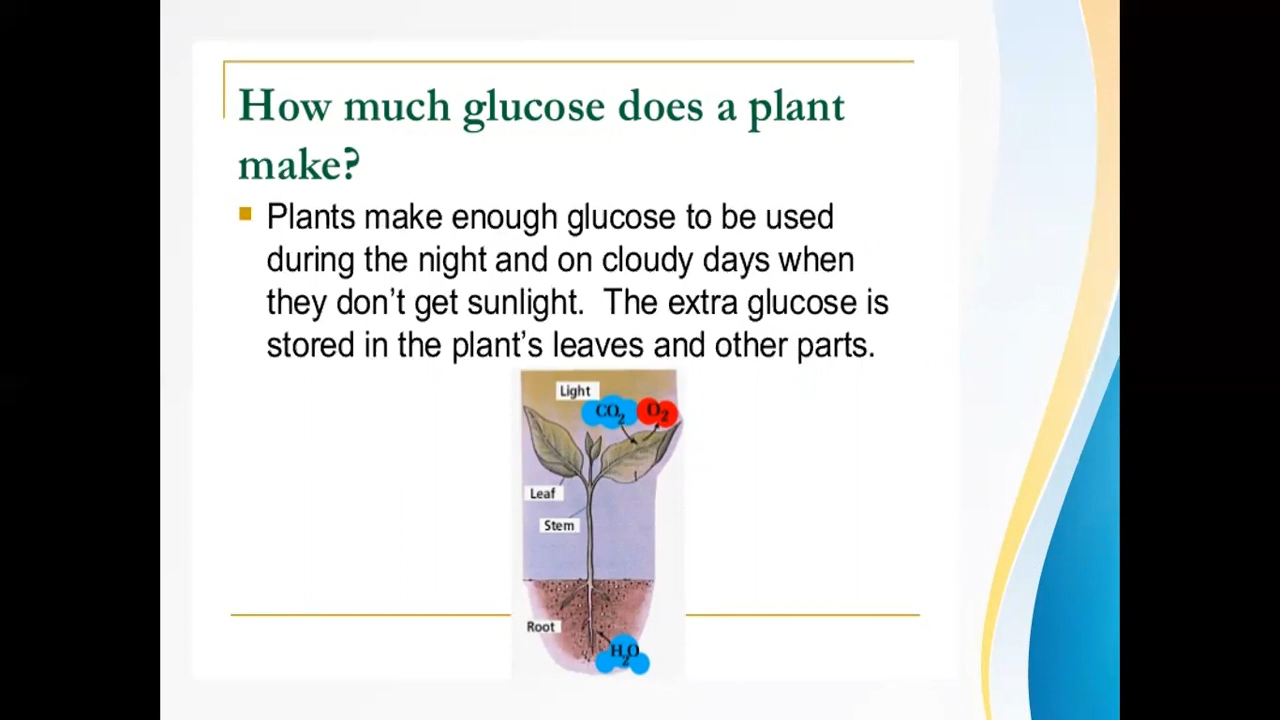 How much glucose does a plant
make?
Plants make enough glucose to be used
during the night and on cloudy days when
they don’t get sunlight.  The extra glucose is
stored in the plant’s leaves and other parts.
Light
CO2 O2
Leaf
Stem
Root
H2O